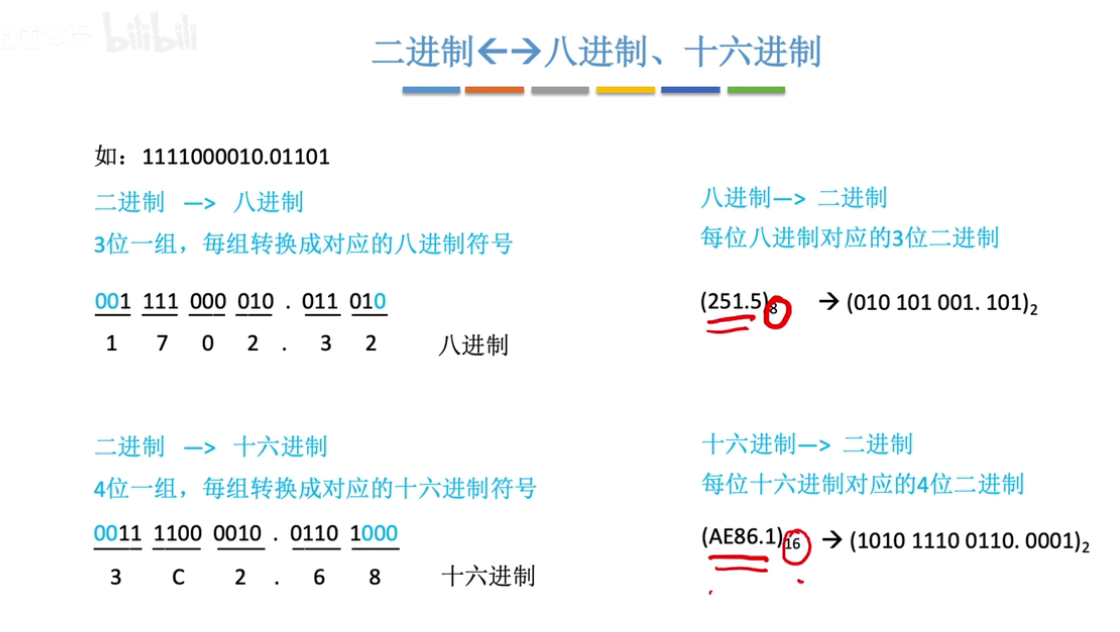 bilibili
二进制←→八进制、十六进制
如：1111000010.01101
二进制 —> 八进制
3位一组，每组转换成对应的八进制符号
001 111 000 010 . 011 010
1 7 0 2 . 3 2 八进制
八进制—> 二进制
每位八进制对应的3位二进制
(251.5)8 → (010 101 001. 101)2
二进制 —> 十六进制
4位一组，每组转换成对应的十六进制符号
0011 1100 0010 . 0110 1000
3 C 2 . 6 8 十六进制
十六进制—> 二进制
每位十六进制对应的4位二进制
(AE86.1)16 → (1010 1110 0110. 0001)2